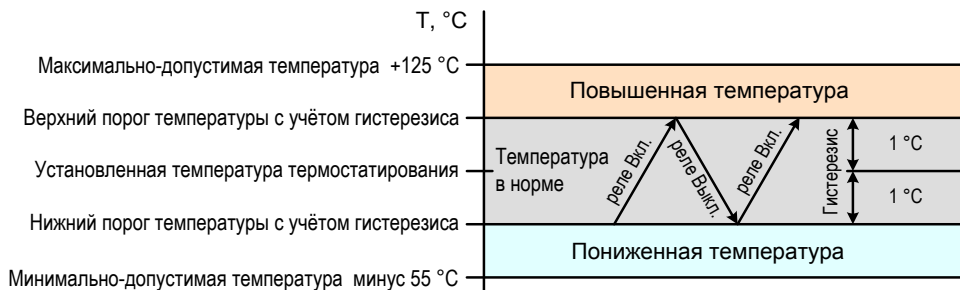 T, °C
Максимально-допустимая температура +125 °C
Повышенная температура
Верхний порог температуры с учётом гистерезиса
Установленная температура термостатирования
Температура
в норме
реле Вкл.
реле Выкл.
реле Вкл.
Гистерезис
1 °C
1 °C
Нижний порог температуры с учётом гистерезиса
Пониженная температура
Минимально-допустимая температура минус 55 °C